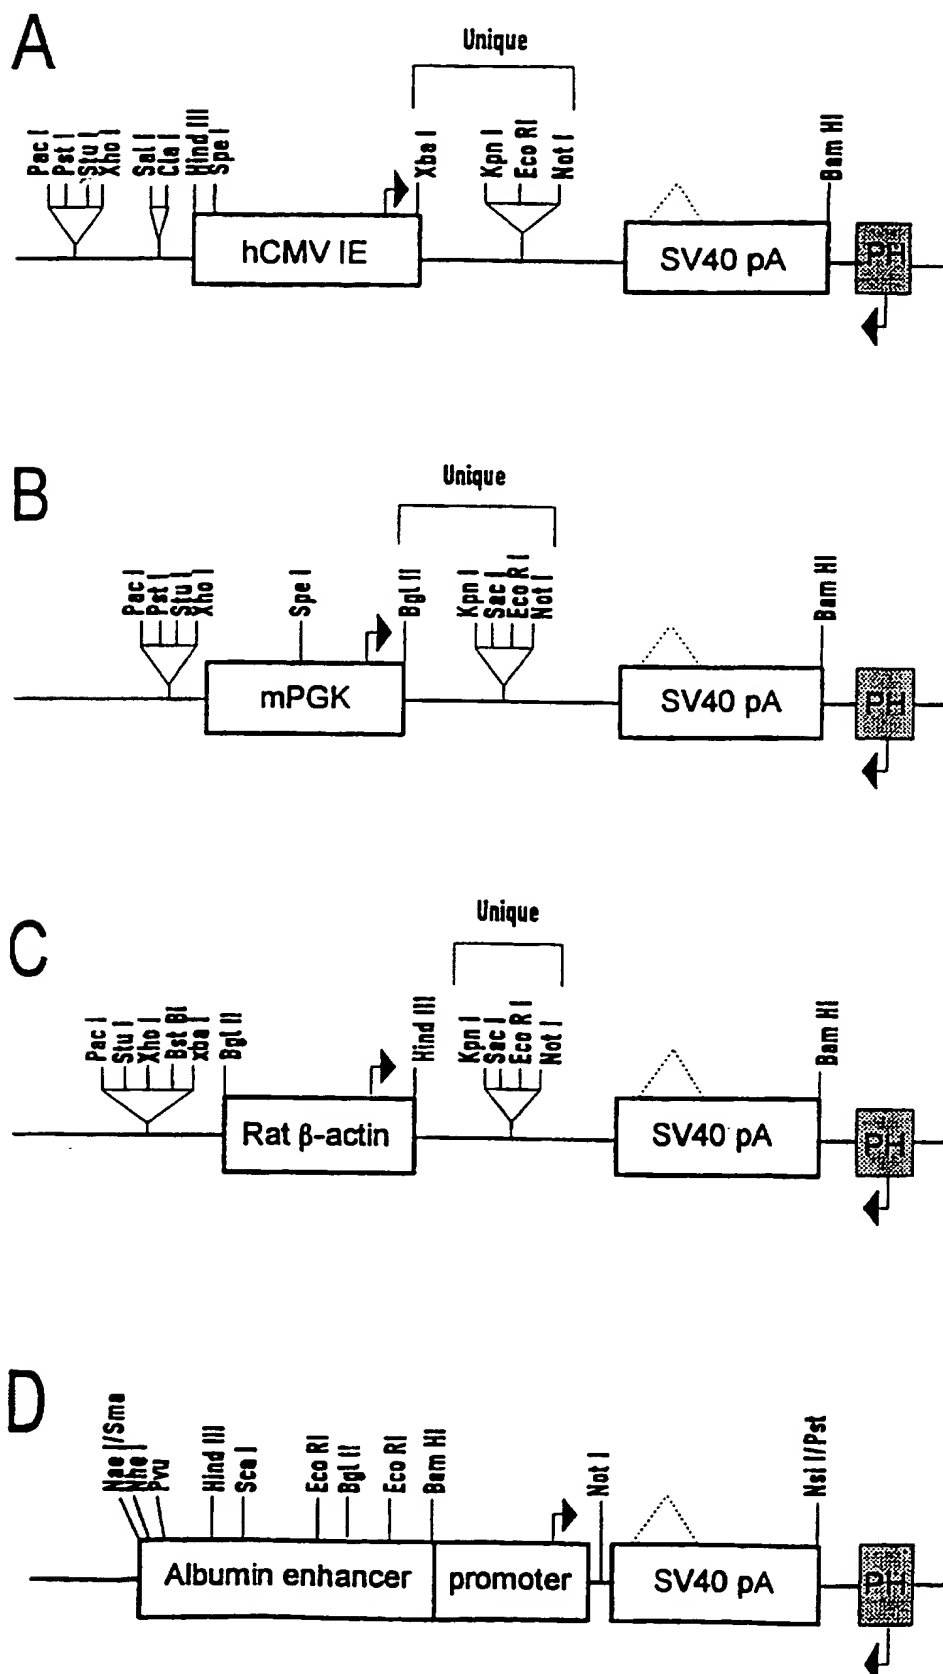 A
Unique
Pac I
Pst I
Stu I
Xho I
Sal I
Cla I
Hind III
Spe I
Xba I
Kpn I
Eco RI
Not I
Bam HI
hCMV IE
SV40 pA
PH
B
Unique
Pac I
Pst I
Stu I
Xho I
Spe I
Bgl II
Kpn I
Sac I
Eco R I
Not I
Bam HI
mPGK
SV40 pA
PH
C
Unique
Pac I
Stu I
Xho I
Bst BI
xba I
Bgl II
Hind III
Kpn I
Sac I
Eco R I
Not I
Bam HI
Rat β-actin
SV40 pA
PH
D
Nae I/Sma
Nhe I
Pvu
Hind III
Sca I
Eco RI
Bgl II
Eco RI
Bam HI
Not I
Nsi I/Pst
Albumin enhancer
promoter
SV40 pA
PH